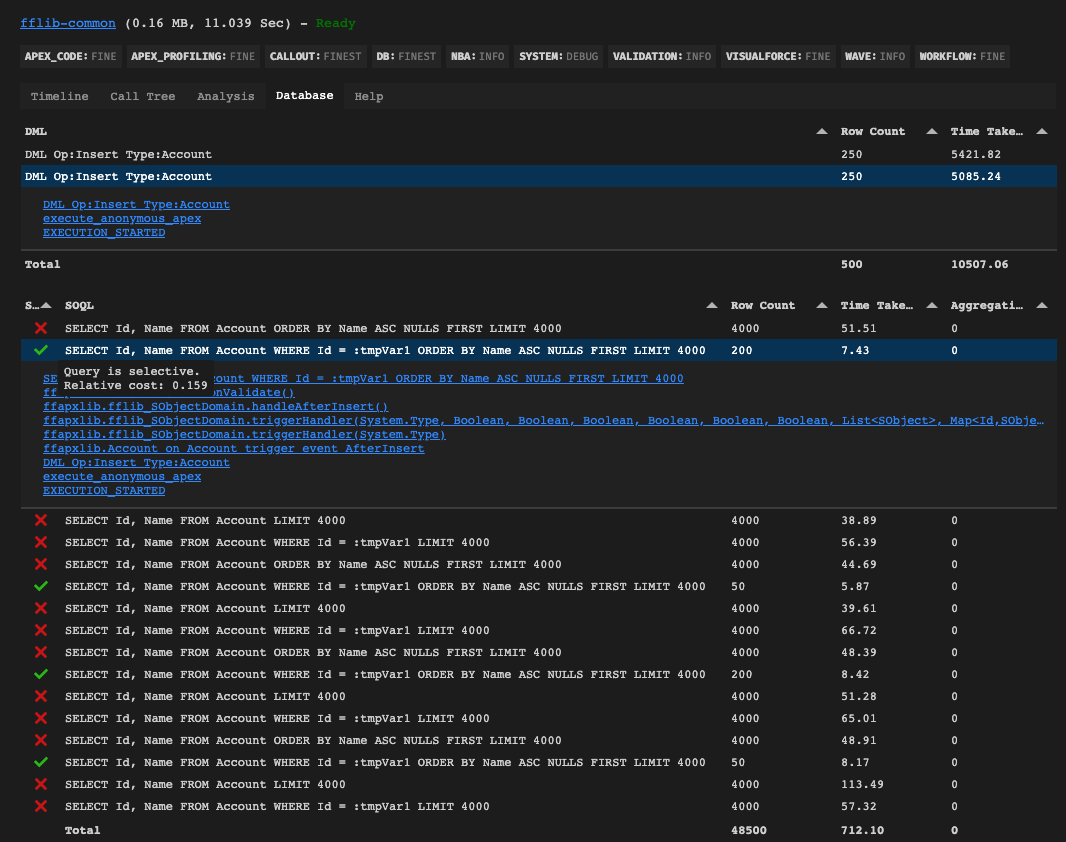 fflib-common (0.16 MB, 11.039 Sec) - Ready
APEX_CODE: FINE APEX_PROFILING: FINE CALLOUT: FINEST DB: FINEST NBA: INFO SYSTEM: DEBUG VALIDATION: INFO VISUALFORCE: FINE WAVE: INFO WORKFLOW: FINE
Timeline Call Tree Analysis Database Help
DML Row Count Time Take…
DML Op:Insert Type:Account 250 5421.82
DML Op:Insert Type:Account 250 5085.24
DML Op:Insert Type:Account
execute_anonymous_apex
EXECUTION_STARTED
Total 500 10507.06
S… SOQL Row Count Time Take… Aggregati…
SELECT Id, Name FROM Account ORDER BY Name ASC NULLS FIRST LIMIT 4000 4000 51.51 0
SELECT Id, Name FROM Account WHERE Id = :tmpVar1 ORDER BY Name ASC NULLS FIRST LIMIT 4000 200 7.43 0
Query is selective.
Relative cost: 0.159
SE count WHERE Id = :tmpVar1 ORDER BY Name ASC NULLS FIRST LIMIT 4000
ff onValidate()
ffapxlib.fflib_SObjectDomain.handleAfterInsert()
ffapxlib.fflib_SObjectDomain.triggerHandler(System.Type, Boolean, Boolean, Boolean, Boolean, Boolean, Boolean, List<SObject>, Map<Id,SObje…
ffapxlib.fflib_SObjectDomain.triggerHandler(System.Type)
ffapxlib.Account on Account trigger event AfterInsert
DML Op:Insert Type:Account
execute_anonymous_apex
EXECUTION_STARTED
SELECT Id, Name FROM Account LIMIT 4000 4000 38.89 0
SELECT Id, Name FROM Account WHERE Id = :tmpVar1 LIMIT 4000 4000 56.39 0
SELECT Id, Name FROM Account ORDER BY Name ASC NULLS FIRST LIMIT 4000 4000 44.69 0
SELECT Id, Name FROM Account WHERE Id = :tmpVar1 ORDER BY Name ASC NULLS FIRST LIMIT 4000 50 5.87 0
SELECT Id, Name FROM Account LIMIT 4000 4000 39.61 0
SELECT Id, Name FROM Account WHERE Id = :tmpVar1 LIMIT 4000 4000 66.72 0
SELECT Id, Name FROM Account ORDER BY Name ASC NULLS FIRST LIMIT 4000 4000 48.39 0
SELECT Id, Name FROM Account WHERE Id = :tmpVar1 ORDER BY Name ASC NULLS FIRST LIMIT 4000 200 8.42 0
SELECT Id, Name FROM Account LIMIT 4000 4000 51.28 0
SELECT Id, Name FROM Account WHERE Id = :tmpVar1 LIMIT 4000 4000 65.01 0
SELECT Id, Name FROM Account ORDER BY Name ASC NULLS FIRST LIMIT 4000 4000 48.91 0
SELECT Id, Name FROM Account WHERE Id = :tmpVar1 ORDER BY Name ASC NULLS FIRST LIMIT 4000 50 8.17 0
SELECT Id, Name FROM Account LIMIT 4000 4000 113.49 0
SELECT Id, Name FROM Account WHERE Id = :tmpVar1 LIMIT 4000 4000 57.32 0
Total 48500 712.10 0